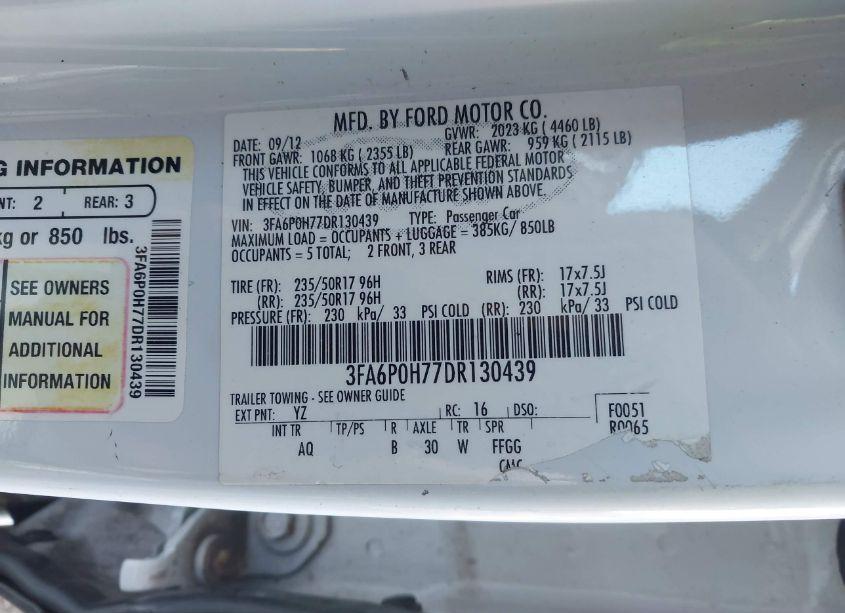 G INFORMATION
NT: 2 REAR: 3
kg or 850 lbs.
SEE OWNERS
MANUAL FOR
ADDITIONAL
INFORMATION
3FA6P0H77DR130439
MFD. BY FORD MOTOR CO.
DATE: 09/12 GVWR: 2023 KG ( 4460 LB)
FRONT GAWR: 1068 KG ( 2355 LB) REAR GAWR: 959 KG ( 2115 LB)
THIS VEHICLE CONFORMS TO ALL APPLICABLE FEDERAL MOTOR
VEHICLE SAFETY, BUMPER, AND THEFT PREVENTION STANDARDS
IN EFFECT ON THE DATE OF MANUFACTURE SHOWN ABOVE.
VIN: 3FA6P0H77DR130439 TYPE: Passenger Car
MAXIMUM LOAD = OCCUPANTS + LUGGAGE = 385KG/ 850LB
OCCUPANTS = 5 TOTAL; 2 FRONT, 3 REAR
TIRE (FR): 235/50R17 96H RIMS (FR): 17x7.5J
(RR): 235/50R17 96H (RR): 17x7.5J
PRESSURE (FR): 230 kPa/ 33 PSI COLD (RR): 230 kPa/ 33 PSI COLD
3FA6P0H77DR130439
TRAILER TOWING - SEE OWNER GUIDE
EXT PNT: YZ RC: 16 DSO: F0051
R0065
INT TR TP/PS R AXLE TR SPR
AQ B 30 W FFGG